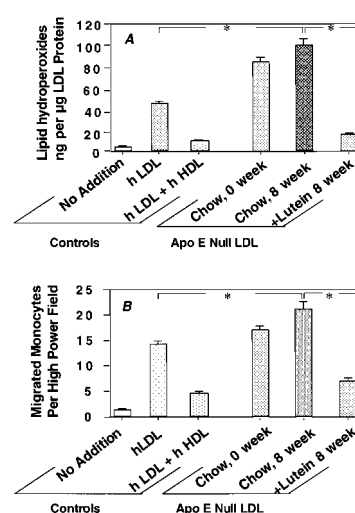 Lipid hydroperoxides
ng per µg LDL Protein
120
100
80
60
40
20
0
A
*
*
No Addition
h LDL
h LDL + h HDL
Chow, 0 week
Chow, 8 week
+Lutein 8 week
Controls
Apo E Null LDL
Migrated Monocytes
Per High Power Field
25
20
15
10
5
0
B
*
*
No Addition
hLDL
h LDL + h HDL
Chow, 0 week
Chow, 8 week
+Lutein 8 week
Controls
Apo E Null LDL